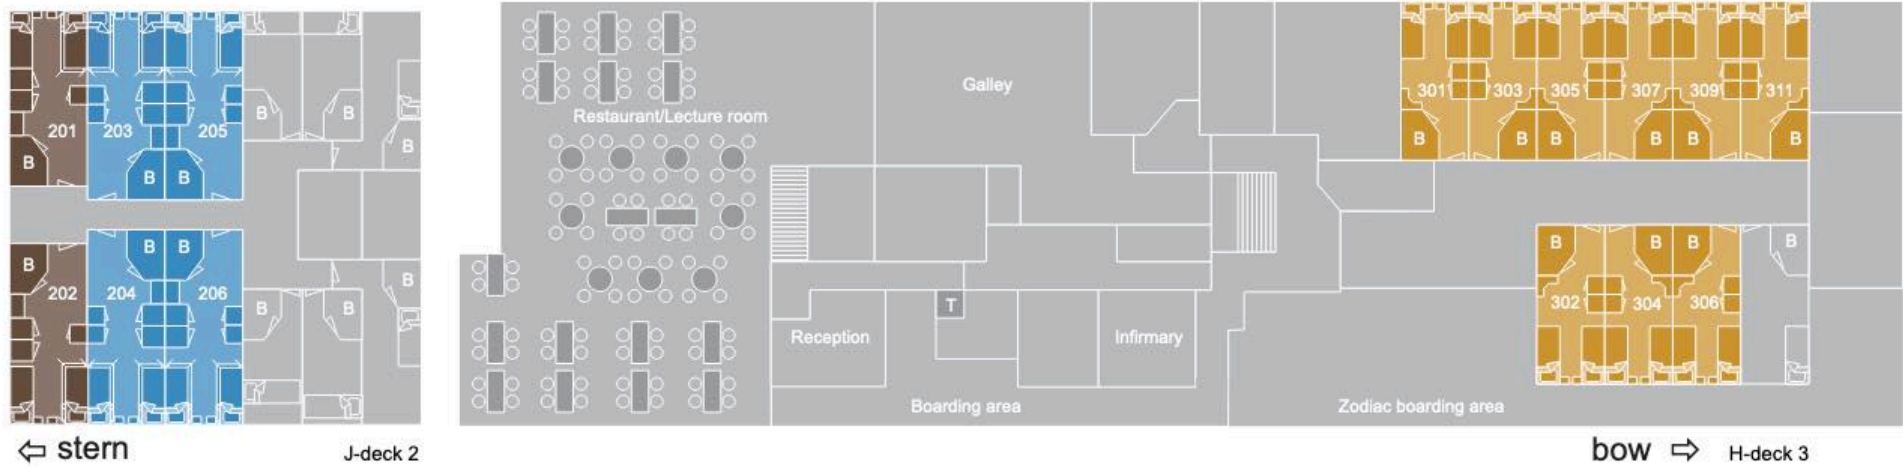 Galley
301 303 305 307 309 311
B
B
B
B B
B B
B
Restaurant/Lecture room
201 203 205
B
B
B B
B B
B
B
202 204 206
B
B
B B
B
B
302 304 306
T
Reception
Infirmary
Boarding area
Zodiac boarding area
stern
J-deck 2
bow
H-deck 3